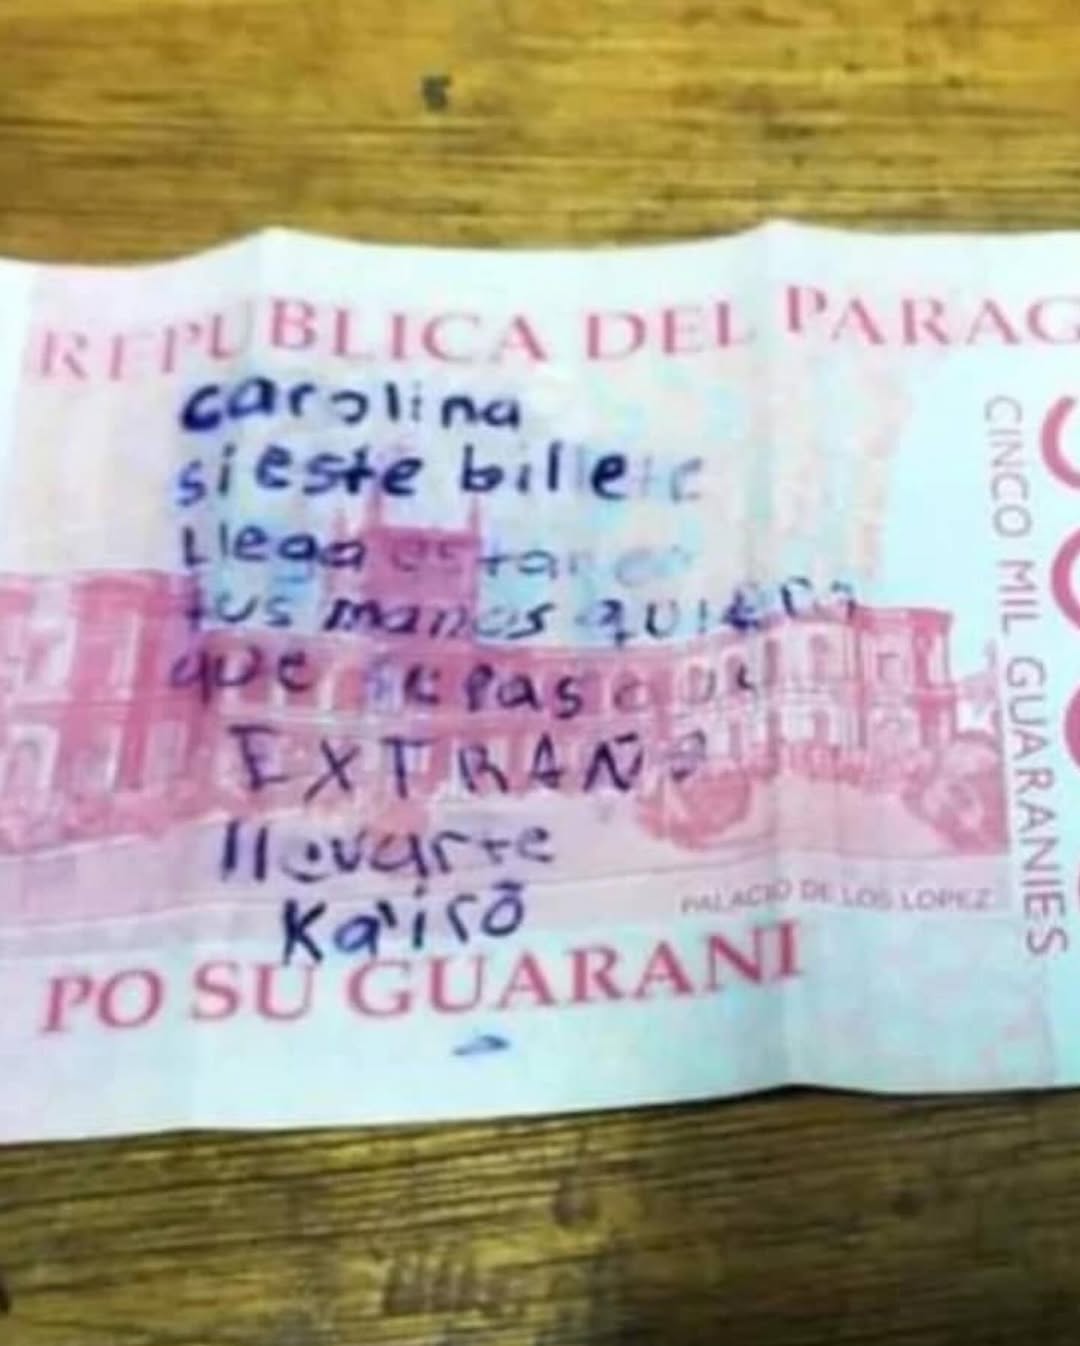 REPUBLICA DEL PARAG
carolina
si este billete
Llega estar en
tus manos quiero
que sepas que
EXTRAÑO
llevarte
Ka'irõ
PALACIO DE LOS LOPEZ
PO SU GUARANI
CINCO MIL GUARANIES